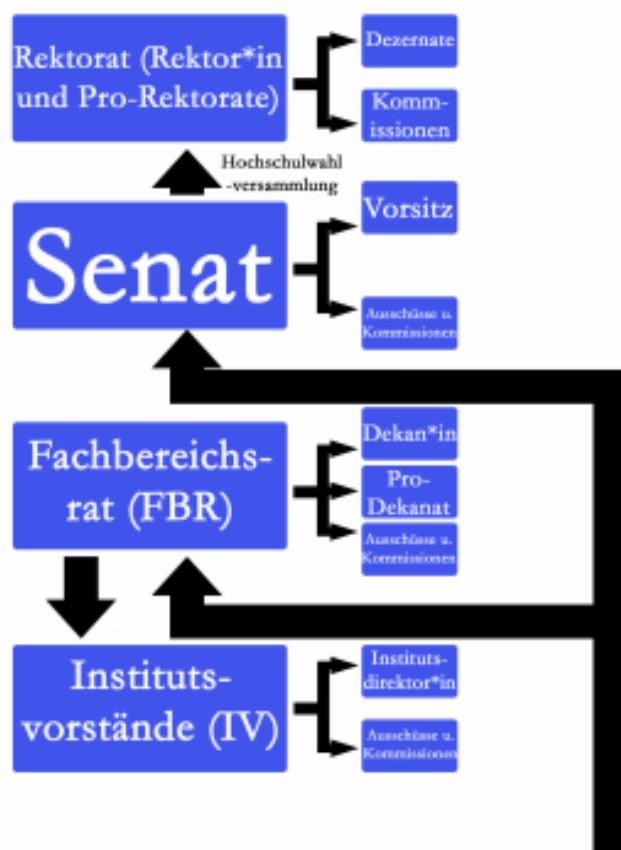 Rektorat (Rektor*in
und Pro-Rektorate)
Dezernate
Komm-
issionen
Hochschulwahl
-versammlung
Senat
Vorsitz
Ausschüsse u.
Kommissionen
Fachbereichs-
rat (FBR)
Dekan*in
Pro-
Dekanat
Ausschüsse u.
Kommissionen
Instituts-
vorstände (IV)
Instituts-
direktor*in
Ausschüsse u.
Kommissionen